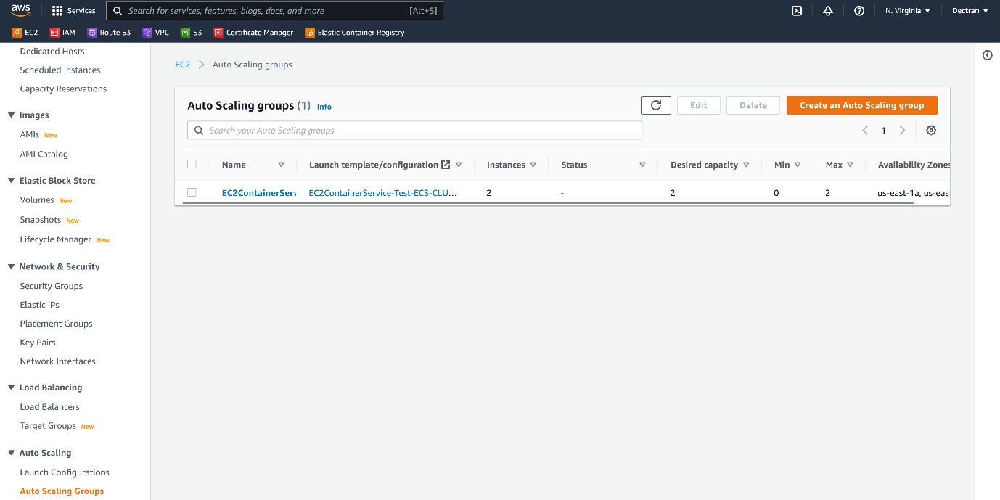 aws Services Search for services, features, blogs, docs, and more [Alt+S] N. Virginia Dectran
EC2 IAM Route 53 VPC S3 Certificate Manager Elastic Container Registry
Dedicated Hosts
Scheduled Instances
Capacity Reservations
Images
AMIs New
AMI Catalog
Elastic Block Store
Volumes New
Snapshots New
Lifecycle Manager New
Network & Security
Security Groups
Elastic IPs
Placement Groups
Key Pairs
Network Interfaces
Load Balancing
Load Balancers
Target Groups New
Auto Scaling
Launch Configurations
Auto Scaling Groups
EC2 Auto Scaling groups
Auto Scaling groups (1) Info Edit Delete Create an Auto Scaling group
Search your Auto Scaling groups 1
Name Launch template/configuration Instances Status Desired capacity Min Max Availability Zones
EC2ContainerServ EC2ContainerService-Test-ECS-CLU... 2 - 2 0 2 us-east-1a, us-eas